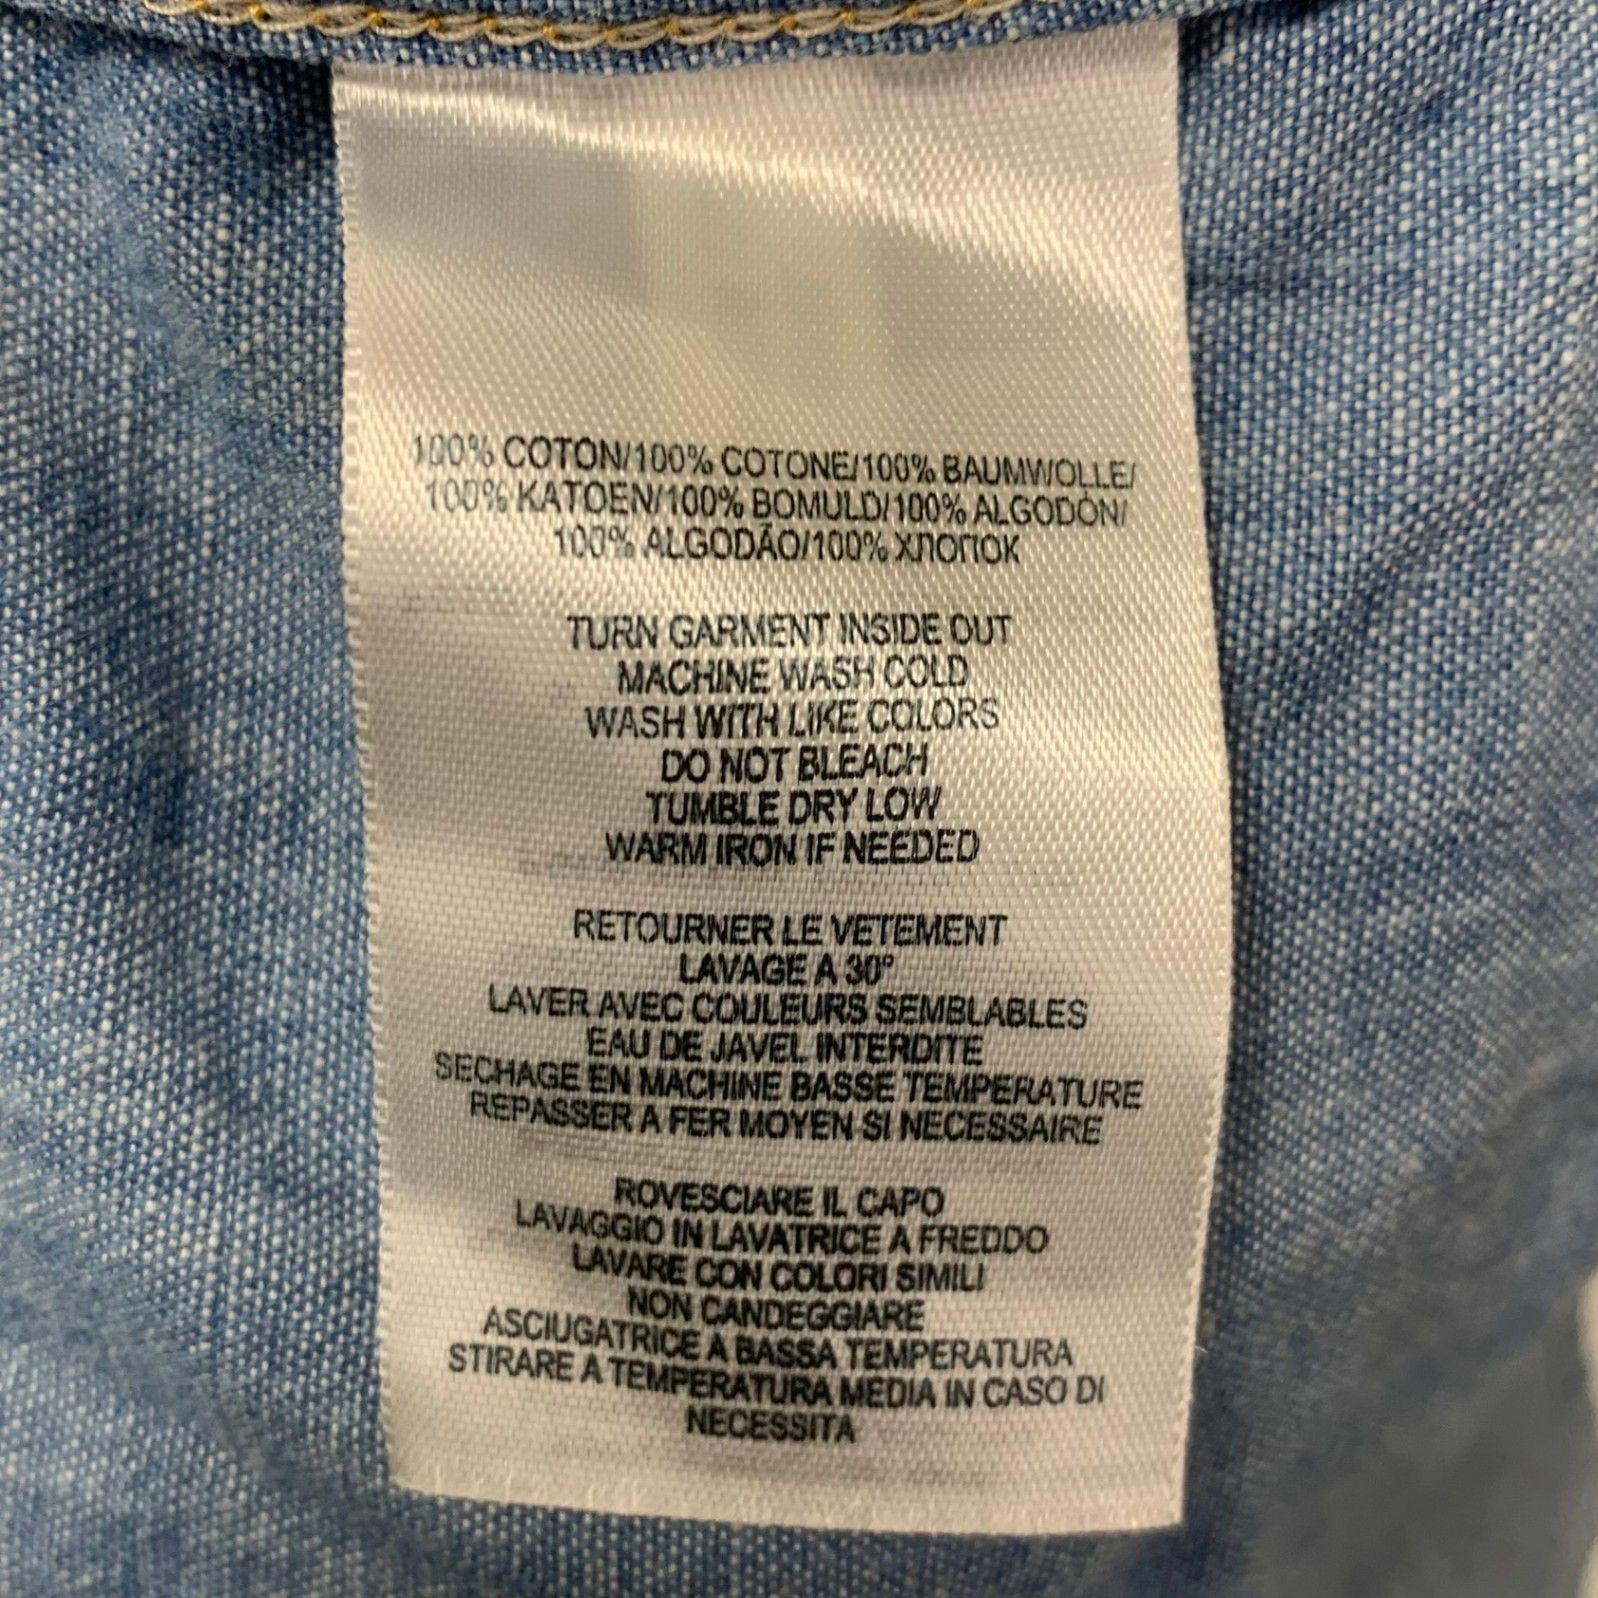 100% COTON/100% COTONE/100% BAUMWOLLE/
100% KATOEN/100% BOMULD/100% ALGODÓN/
100% ALGODÃO/100% ХЛОПОК
TURN GARMENT INSIDE OUT
MACHINE WASH COLD
WASH WITH LIKE COLORS
DO NOT BLEACH
TUMBLE DRY LOW
WARM IRON IF NEEDED
RETOURNER LE VETEMENT
LAVAGE A 30°
LAVER AVEC COULEURS SEMBLABLES
EAU DE JAVEL INTERDITE
SECHAGE EN MACHINE BASSE TEMPERATURE
REPASSER A FER MOYEN SI NECESSAIRE
ROVESCIARE IL CAPO
LAVAGGIO IN LAVATRICE A FREDDO
LAVARE CON COLORI SIMILI
NON CANDEGGIARE
ASCIUGATRICE A BASSA TEMPERATURA
STIRARE A TEMPERATURA MEDIA IN CASO DI
NECESSITA